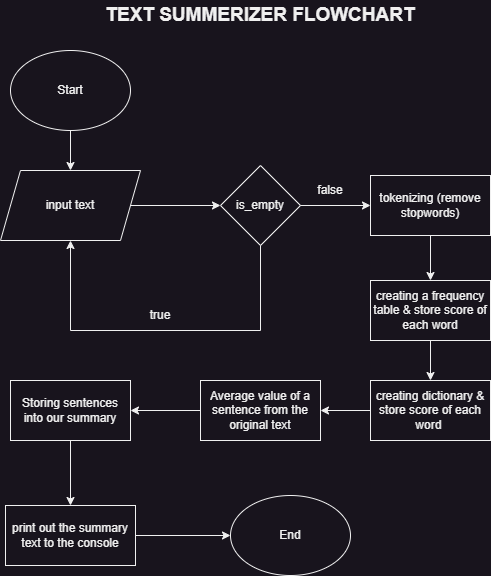 TEXT SUMMERIZER FLOWCHART
Start
input text
is_empty
false
true
tokenizing (remove
stopwords)
creating a frequency
table & store score of
each word
creating dictionary &
store score of each
word
Average value of a
sentence from the
original text
Storing sentences
into our summary
print out the summary
text to the console
End